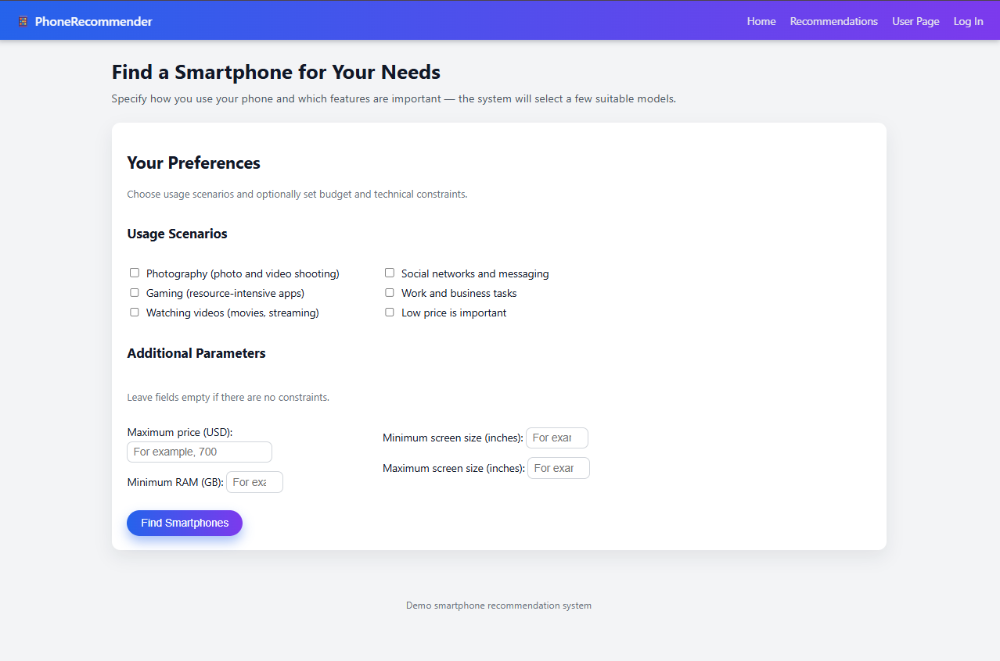 PhoneRecommender
Home Recommendations User Page Log In
Find a Smartphone for Your Needs
Specify how you use your phone and which features are important — the system will select a few suitable models.
Your Preferences
Choose usage scenarios and optionally set budget and technical constraints.
Usage Scenarios
Photography (photo and video shooting)
Gaming (resource-intensive apps)
Watching videos (movies, streaming)
Social networks and messaging
Work and business tasks
Low price is important
Additional Parameters
Leave fields empty if there are no constraints.
Maximum price (USD):
For example, 700
Minimum RAM (GB): For exa
Minimum screen size (inches): For exar
Maximum screen size (inches): For exar
Find Smartphones
Demo smartphone recommendation system